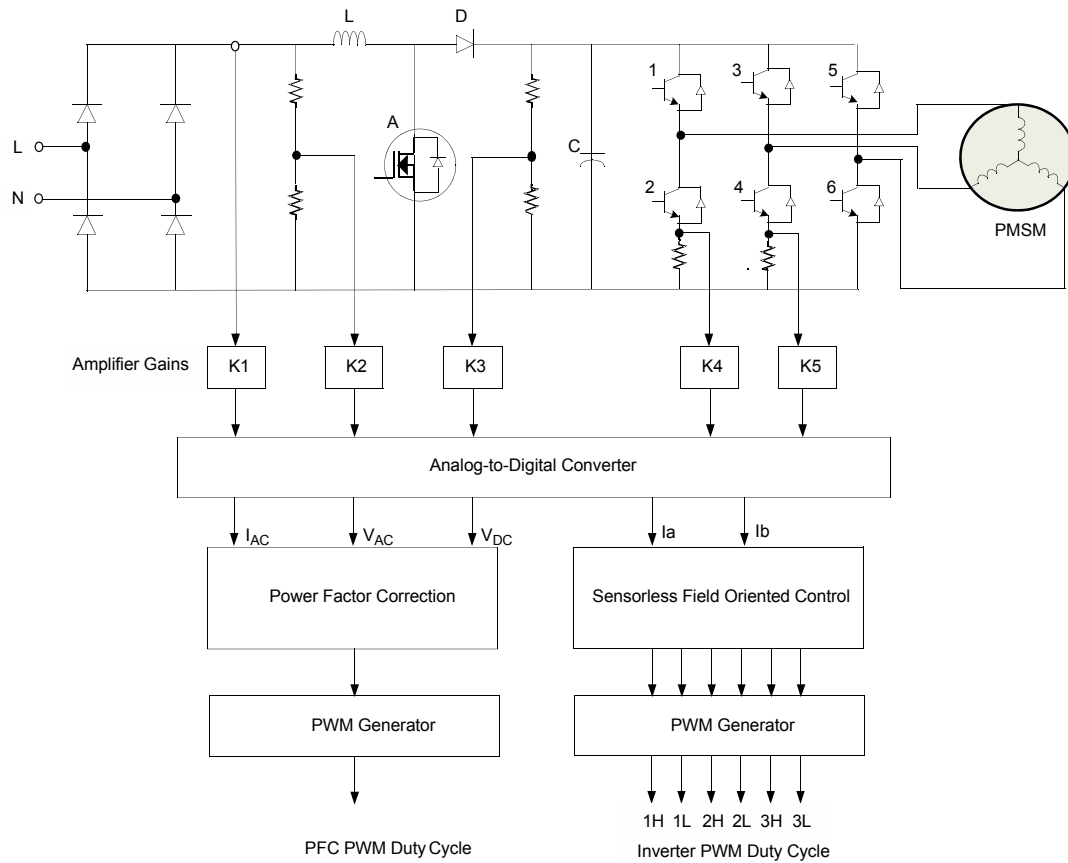 L D
1 3 5
A
L
C
N
2 4 6
PMSM
Amplifier Gains K1 K2 K3 K4 K5
Analog-to-Digital Converter
IAC VAC VDC Ia Ib
Power Factor Correction Sensorless Field Oriented Control
PWM Generator PWM Generator
1H 1L 2H 2L 3H 3L
PFC PWM Duty Cycle Inverter PWM Duty Cycle